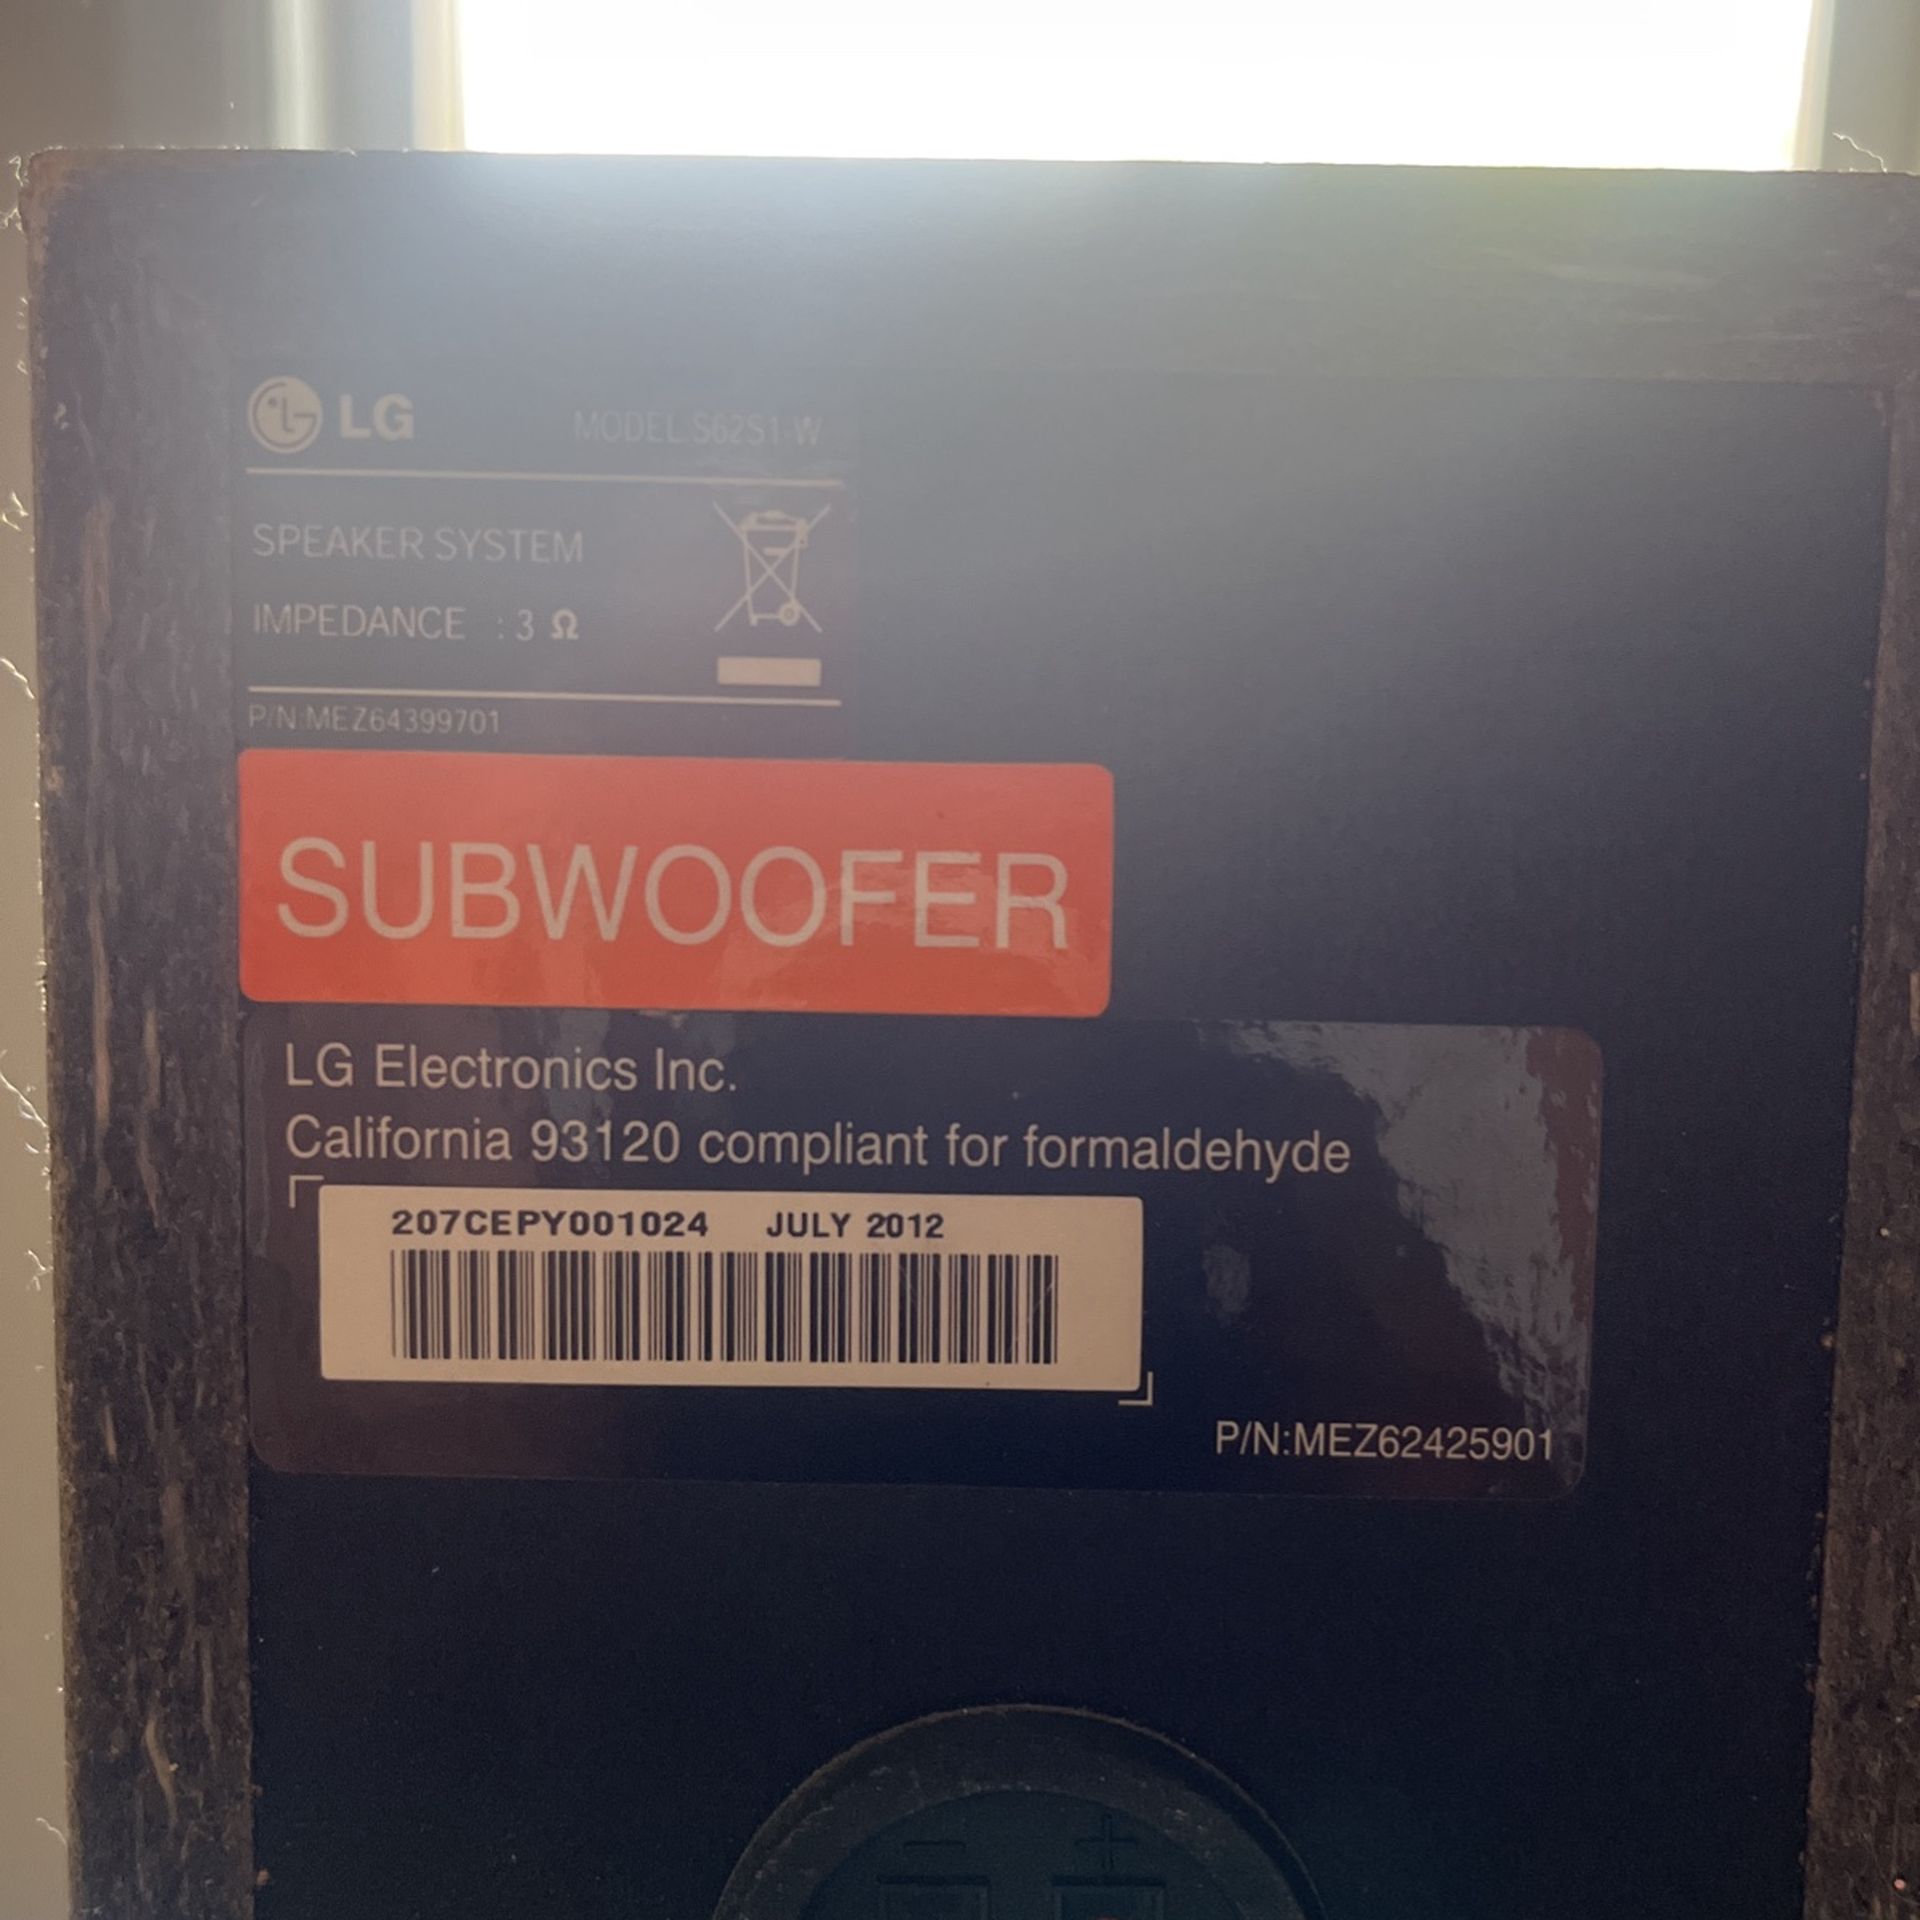 LG MODEL:S62S1-W
SPEAKER SYSTEM
IMPEDANCE : 3 Ω
P/N:MEZ64399701
SUBWOOFER
LG Electronics Inc.
California 93120 compliant for formaldehyde
207CEPY001024 JULY 2012
P/N:MEZ62425901
- +